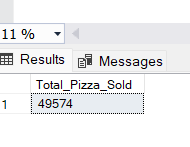 11 %
Results Messages
Total_Pizza_Sold
1 49574